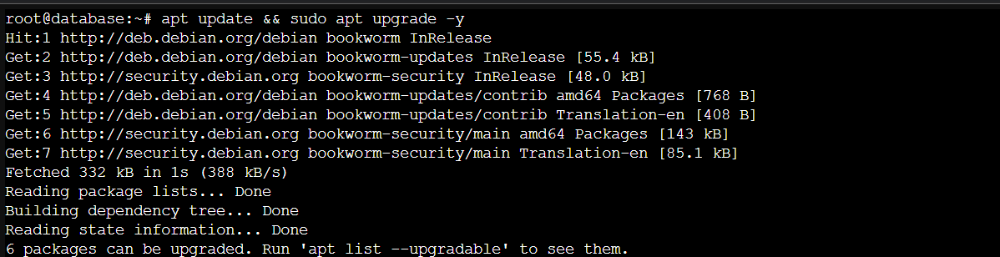 root@database:~# apt update && sudo apt upgrade -y
Hit:1 http://deb.debian.org/debian bookworm InRelease
Get:2 http://deb.debian.org/debian bookworm-updates InRelease [55.4 kB]
Get:3 http://security.debian.org bookworm-security InRelease [48.0 kB]
Get:4 http://deb.debian.org/debian bookworm-updates/contrib amd64 Packages [768 B]
Get:5 http://deb.debian.org/debian bookworm-updates/contrib Translation-en [408 B]
Get:6 http://security.debian.org bookworm-security/main amd64 Packages [143 kB]
Get:7 http://security.debian.org bookworm-security/main Translation-en [85.1 kB]
Fetched 332 kB in 1s (388 kB/s)
Reading package lists... Done
Building dependency tree... Done
Reading state information... Done
6 packages can be upgraded. Run 'apt list --upgradable' to see them.